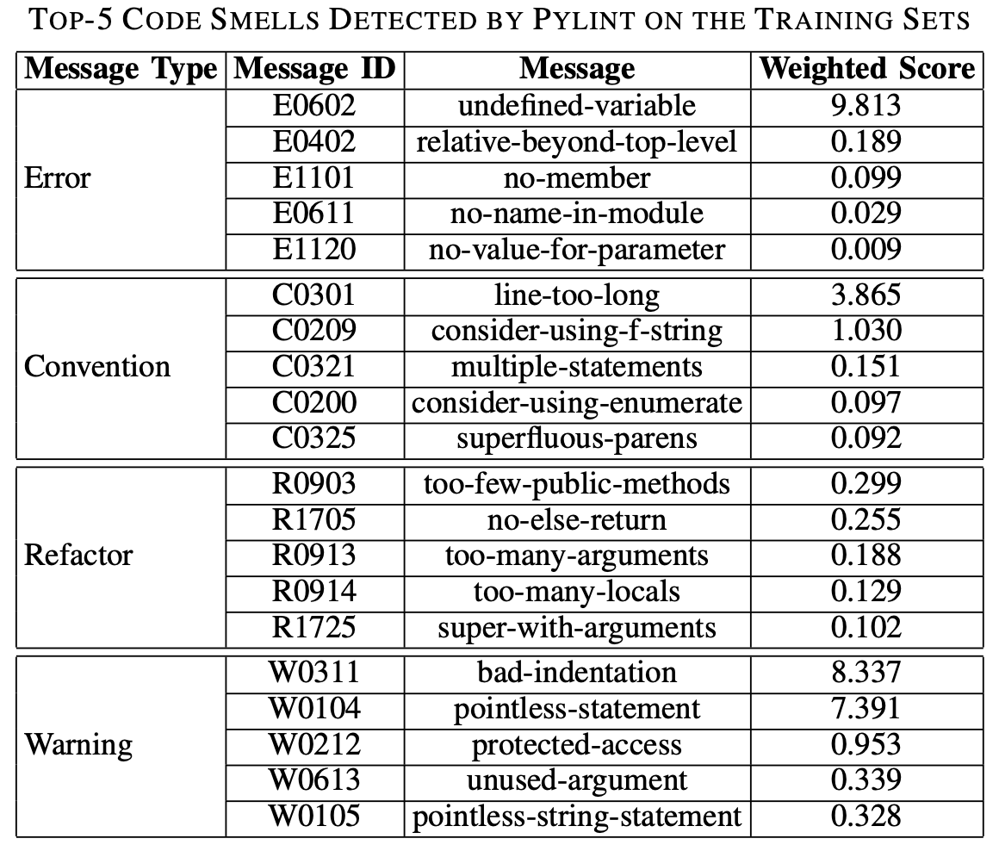 TOP-5 CODE SMELLS DETECTED BY PYLINT ON THE TRAINING SETS
Message Type Message ID Message Weighted Score
Error
E0602 undefined-variable 9.813
E0402 relative-beyond-top-level 0.189
E1101 no-member 0.099
E0611 no-name-in-module 0.029
E1120 no-value-for-parameter 0.009
Convention
C0301 line-too-long 3.865
C0209 consider-using-f-string 1.030
C0321 multiple-statements 0.151
C0200 consider-using-enumerate 0.097
C0325 superfluous-parens 0.092
Refactor
R0903 too-few-public-methods 0.299
R1705 no-else-return 0.255
R0913 too-many-arguments 0.188
R0914 too-many-locals 0.129
R1725 super-with-arguments 0.102
Warning
W0311 bad-indentation 8.337
W0104 pointless-statement 7.391
W0212 protected-access 0.953
W0613 unused-argument 0.339
W0105 pointless-string-statement 0.328